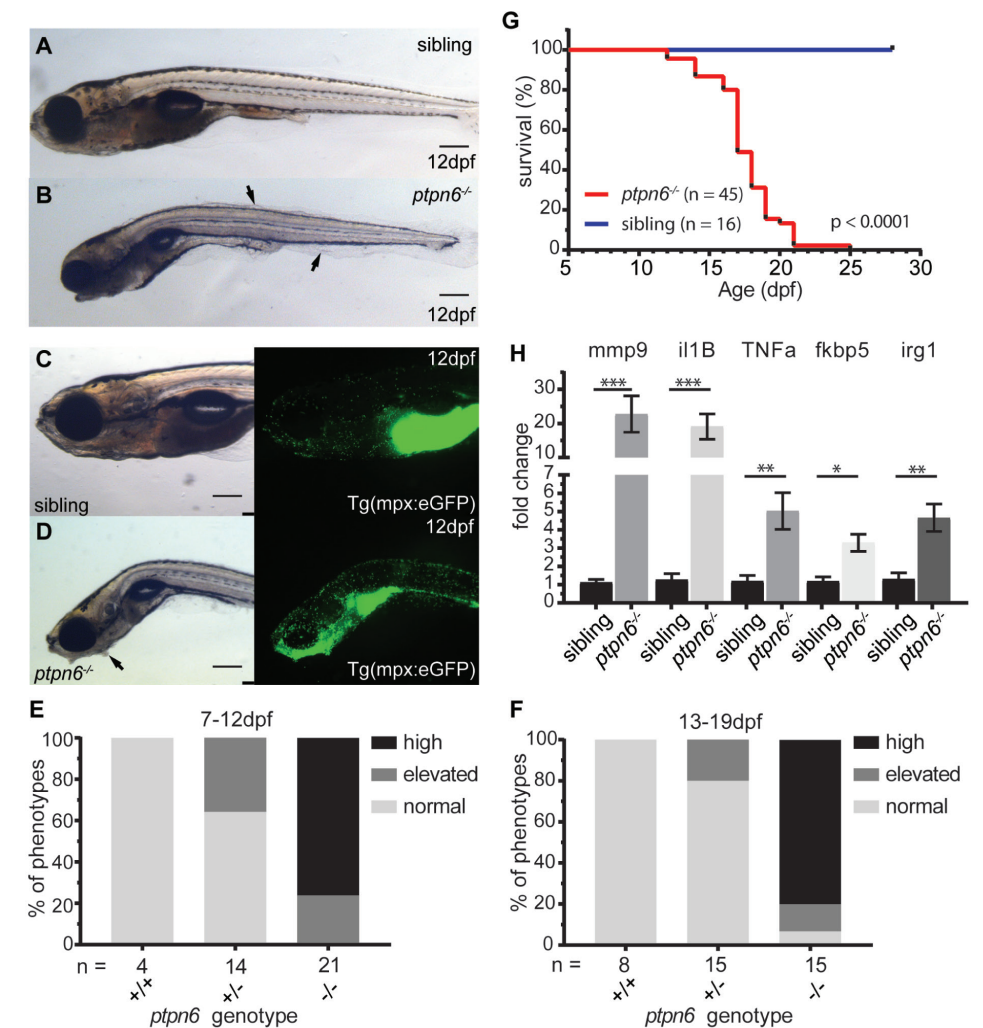 A
sibling
12dpf
B
ptpn6-/-
12dpf
C
12dpf
sibling
Tg(mpx:eGFP)
D
12dpf
ptpn6-/-
Tg(mpx:eGFP)
E
7-12dpf
% of phenotypes
100
80
60
40
20
0
high
elevated
normal
n = 4 14 21
+/+ +/- -/-
ptpn6 genotype
F
13-19dpf
% of phenotypes
100
80
60
40
20
0
high
elevated
normal
n = 8 15 15
+/+ +/- -/-
ptpn6 genotype
G
survival (%)
100
80
60
40
20
0
ptpn6-/- (n = 45)
sibling (n = 16)
p < 0.0001
5 10 15 20 25 30
Age (dpf)
H
mmp9 il1B TNFa fkbp5 irg1
fold change
30
20
10
7
6
5
4
3
2
1
0
*** *** ** * **
sibling ptpn6-/- sibling ptpn6-/- sibling ptpn6-/- sibling ptpn6-/- sibling ptpn6-/-